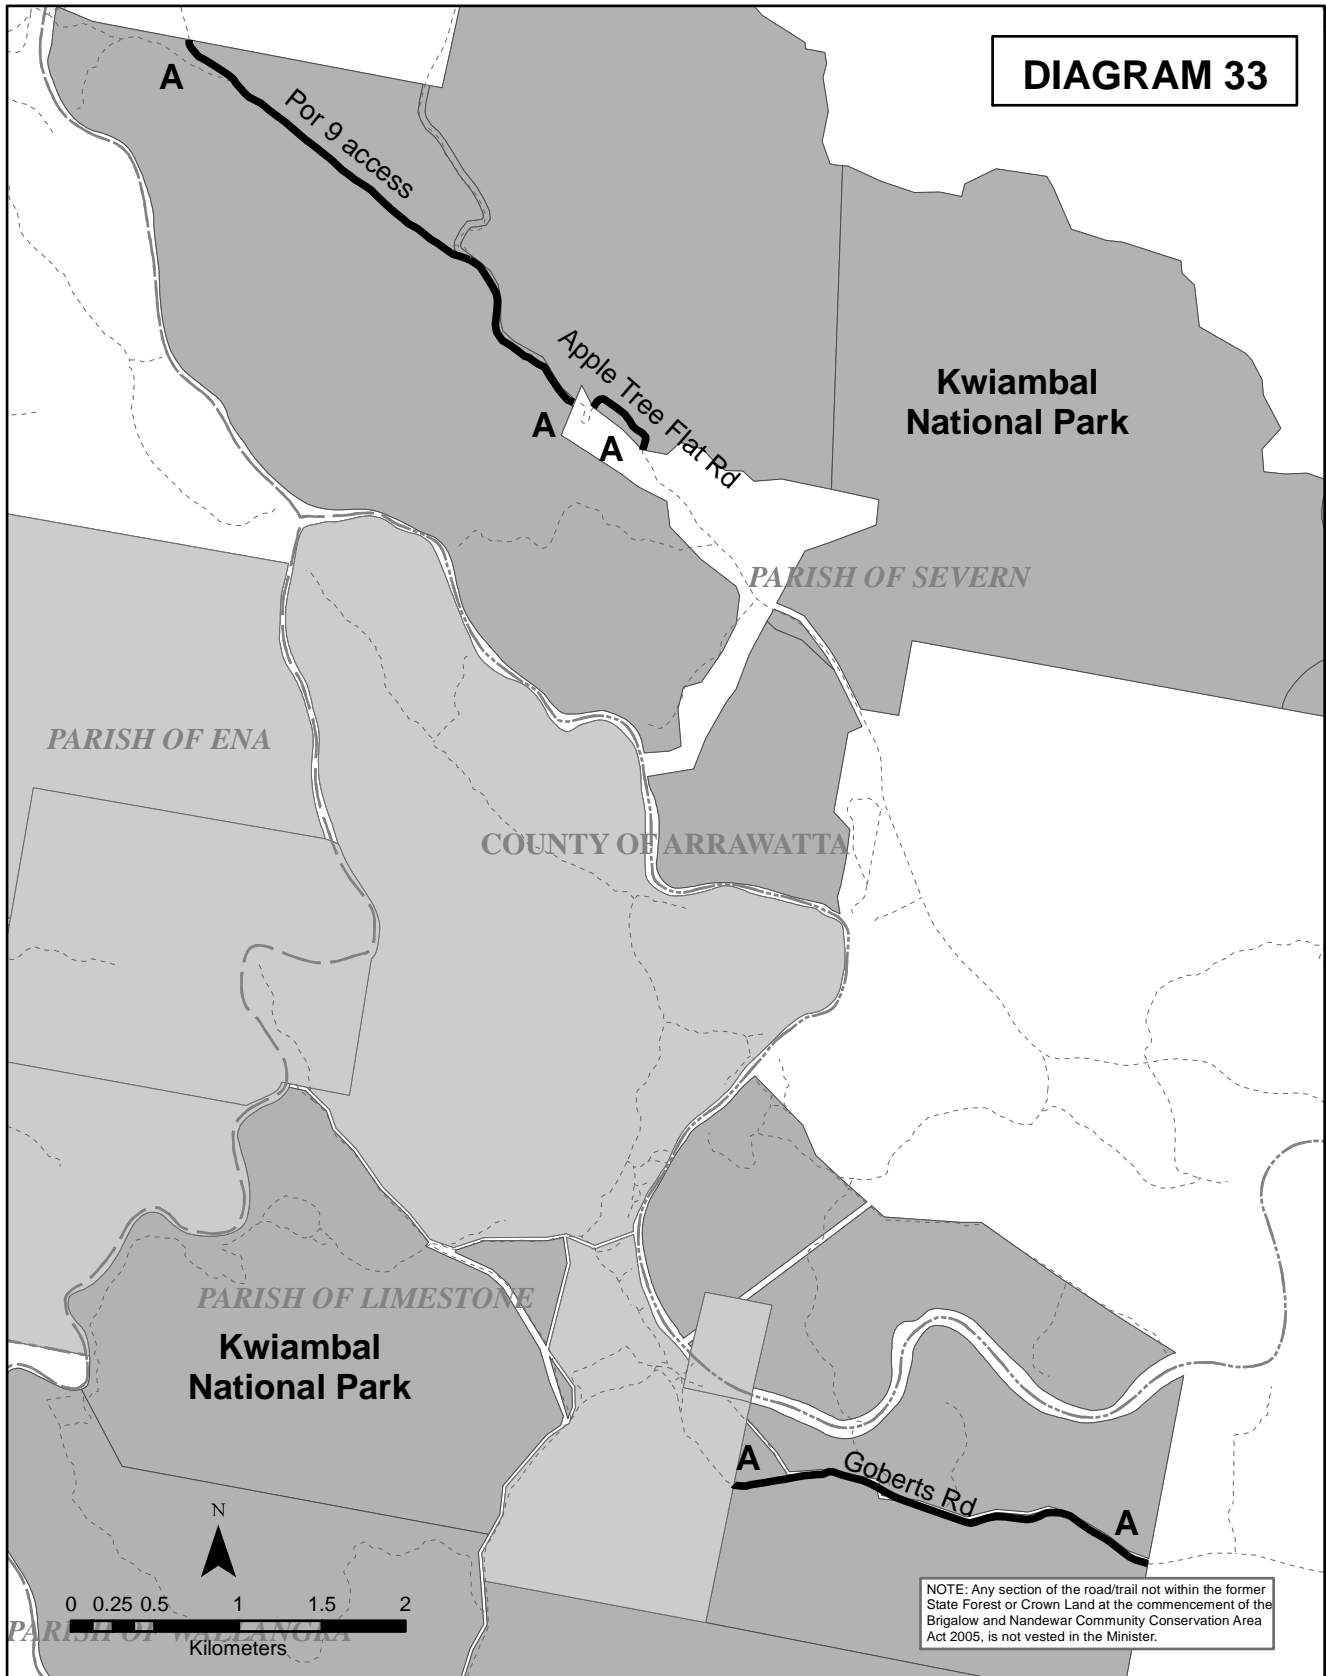 DIAGRAM 33
A
Por 9 access
Apple Tree Flat Rd
Kwiambal
National Park
A
A
PARISH OF SEVERN
PARISH OF ENA
COUNTY OF ARRAWATTA
PARISH OF LIMESTONE
Kwiambal
National Park
A
Goberts Rd
A
N
0 0.25 0.5 1 1.5 2
Kilometers
PARISH OF WALLANGRA
NOTE: Any section of the road/trail not within the former
State Forest or Crown Land at the commencement of the
Brigalow and Nandewar Community Conservation Area
Act 2005, is not vested in the Minister.